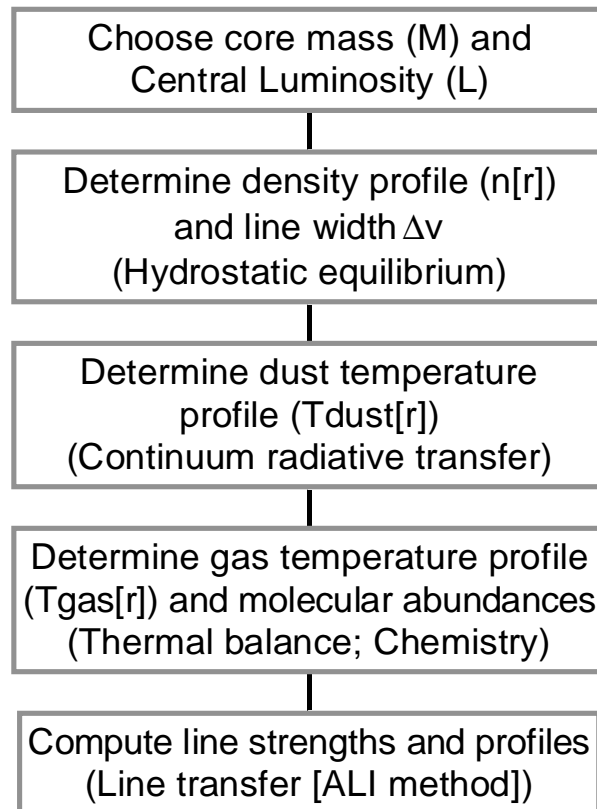 Choose core mass (M) and
Central Luminosity (L)
Determine density profile (n[r])
and line width Δv
(Hydrostatic equilibrium)
Determine dust temperature
profile (Tdust[r])
(Continuum radiative transfer)
Determine gas temperature profile
(Tgas[r]) and molecular abundances
(Thermal balance; Chemistry)
Compute line strengths and profiles
(Line transfer [ALI method])